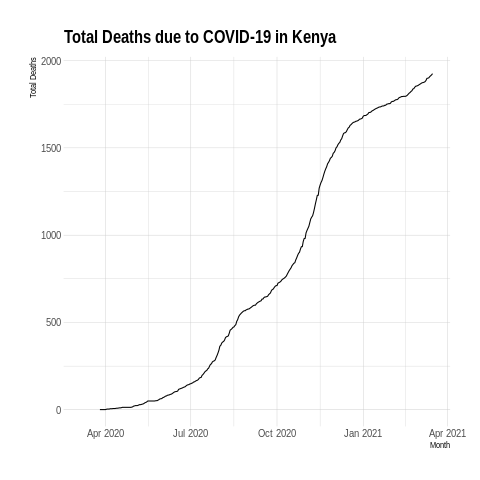 Total Deaths due to COVID-19 in Kenya
Total Deaths
2000
1500
1000
500
0
Apr 2020 Jul 2020 Oct 2020 Jan 2021 Apr 2021
Month